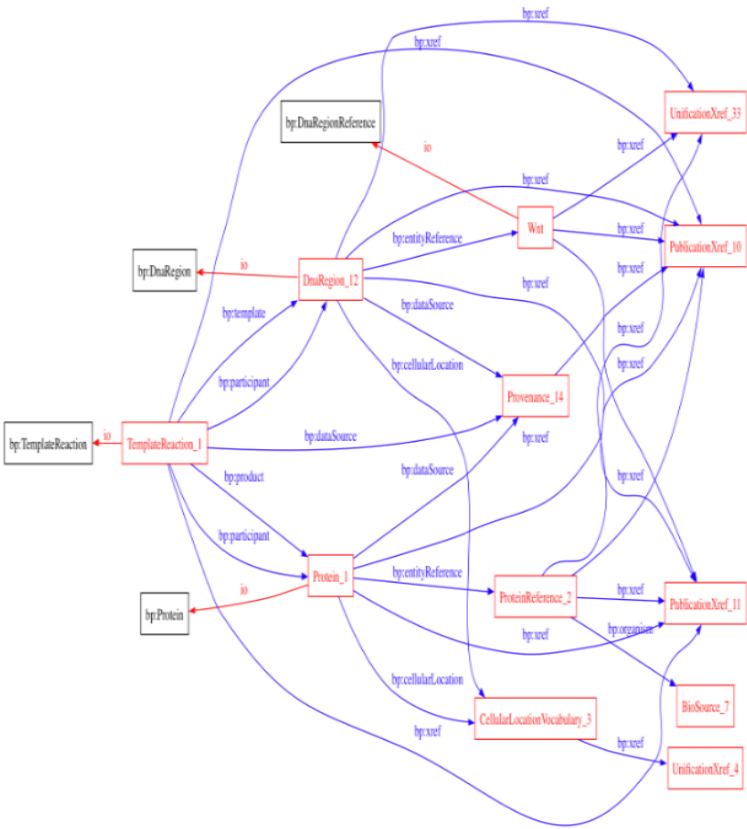 bp:xref
bp:xref
UnificationXref_33
bp:DnaRegionReference
io
bp:xref
bp:xref
Wnt
bp:xref
PublicationXref_10
bp:entityReference
bp:DnaRegion
io
DnaRegion_12
bp:xref
bp:xref
bp:template
bp:dataSource
bp:xref
bp:cellularLocation
bp:xref
bp:participant
Provenance_14
bp:TemplateReaction
io
TemplateReaction_1
bp:dataSource
bp:xref
bp:product
bp:dataSource
bp:xref
bp:participant
Protein_1
bp:entityReference
io
bp:xref
ProteinReference_2
PublicationXref_11
bp:Protein
bp:organism
bp:xref
bp:cellularLocation
BioSource_7
CellularLocationVocabulary_3
bp:xref
bp:xref
UnificationXref_4